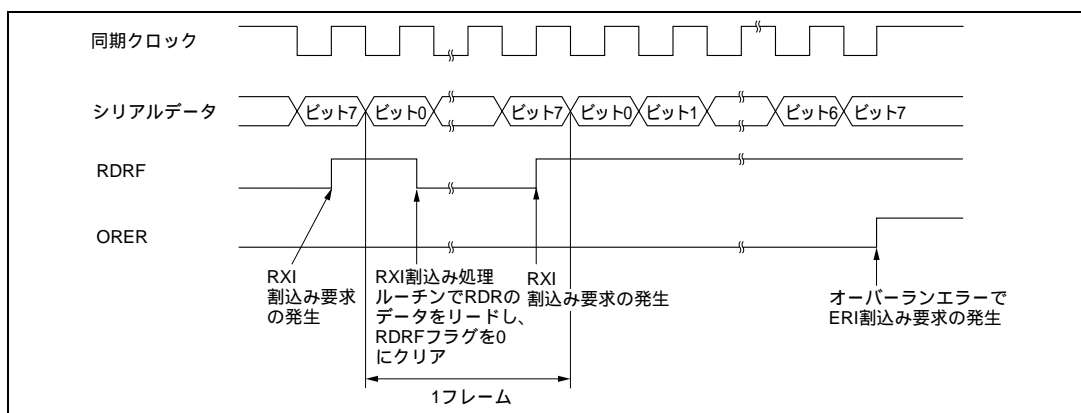 同期クロック
シリアルデータ
ビット7
ビット0
ビット7
ビット0
ビット1
ビット6
ビット7
RDRF
ORER
RXI
割込み要求
の発生
RXI割込み処理
ルーチンでRDRの
データをリードし、
RDRFフラグを0
にクリア
RXI
割込み要求の発生
オーバーランエラーで
ERI割込み要求の発生
1フレーム